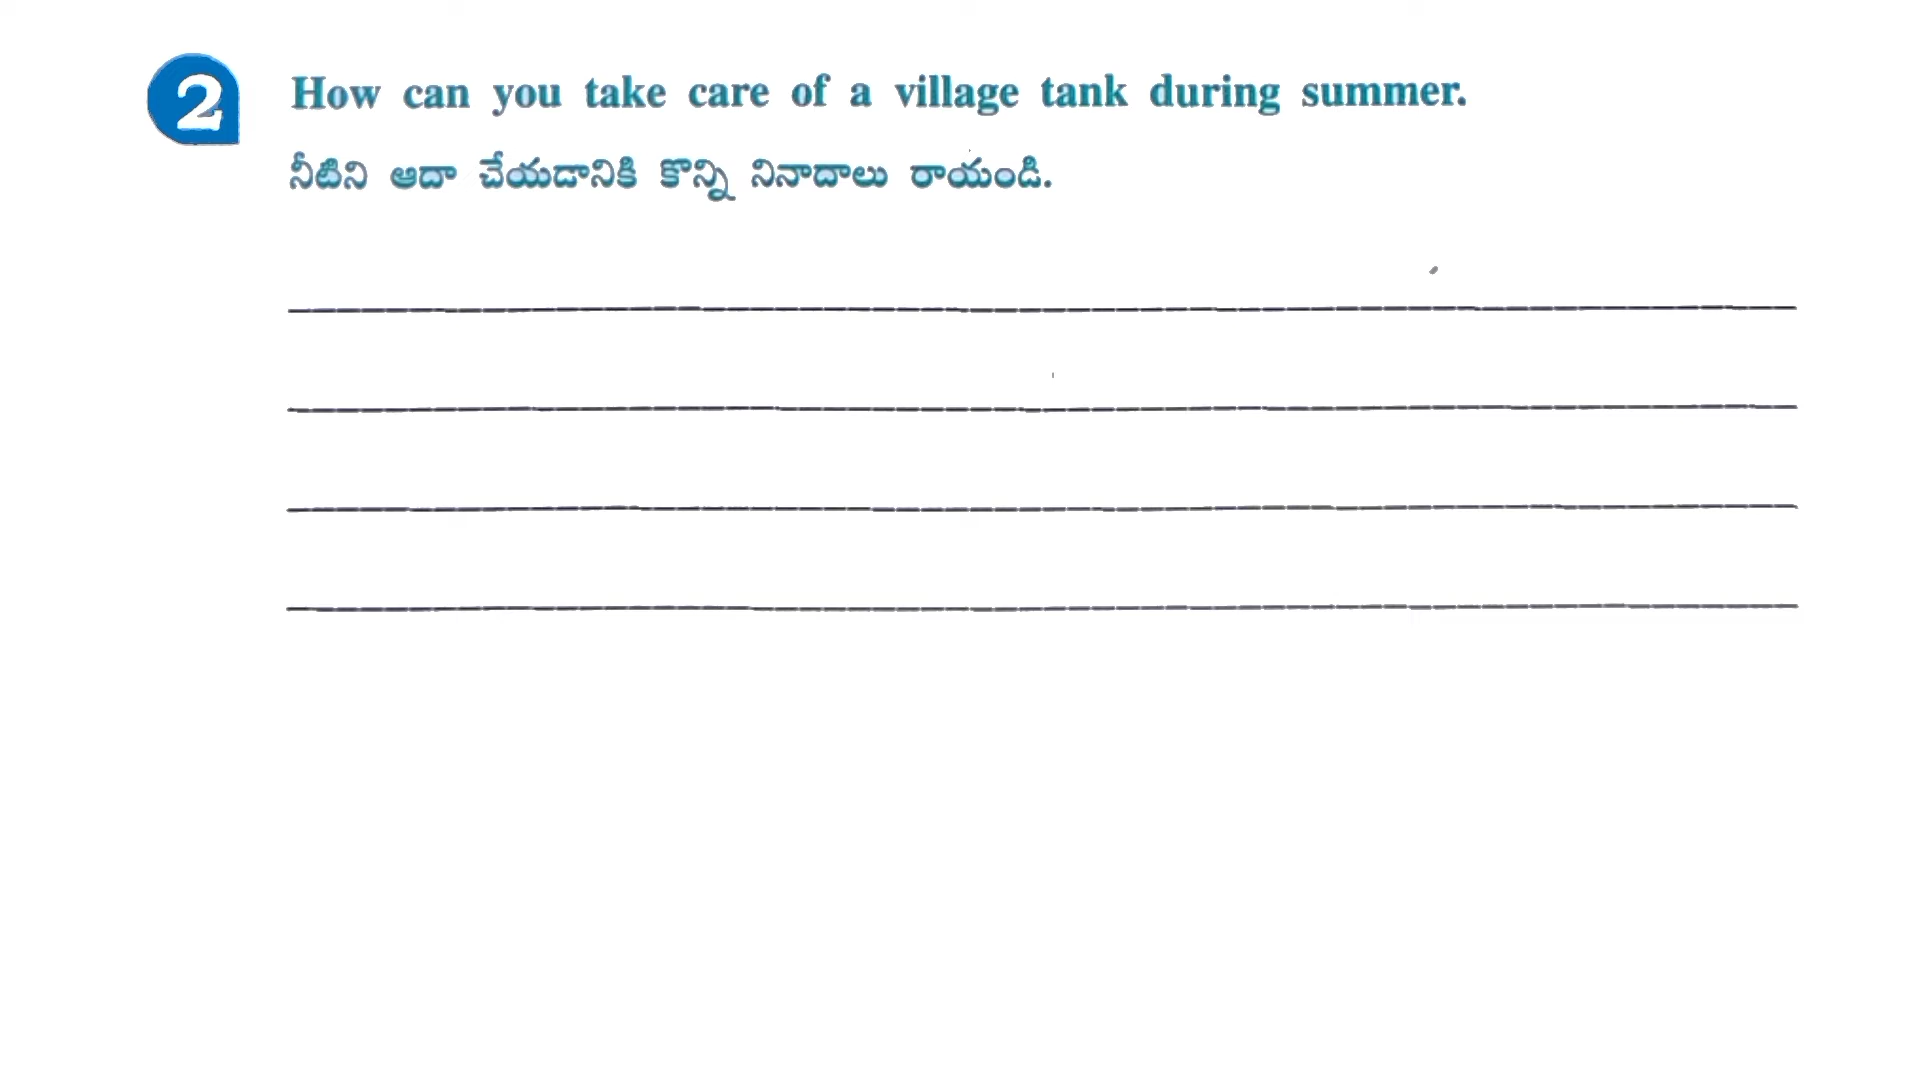 2 How can you take care of a village tank during summer.
నీటిని ఆదా చేయడానికి కొన్ని నినాదాలు రాయండి.